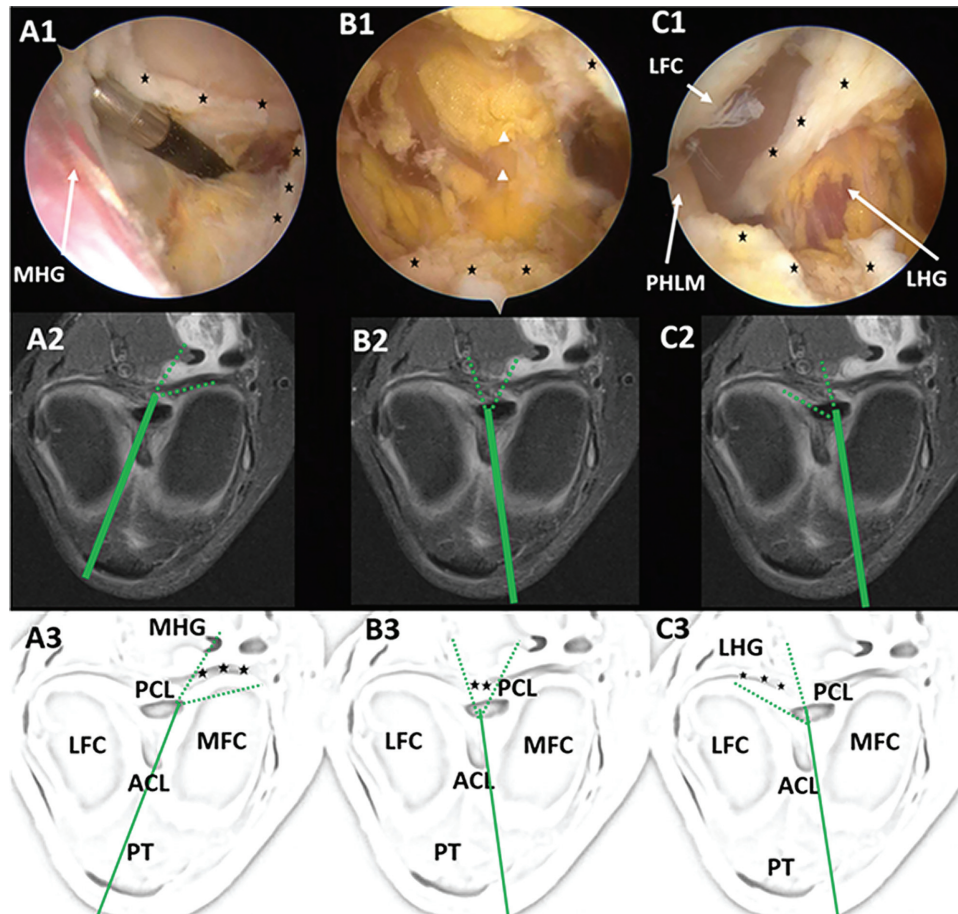 A1
B1
C1
LFC
MHG
PHLM
LHG
A2
B2
C2
A3
MHG
PCL
LFC
MFC
ACL
PT
B3
PCL
LFC
MFC
ACL
PT
C3
LHG
PCL
LFC
MFC
ACL
PT